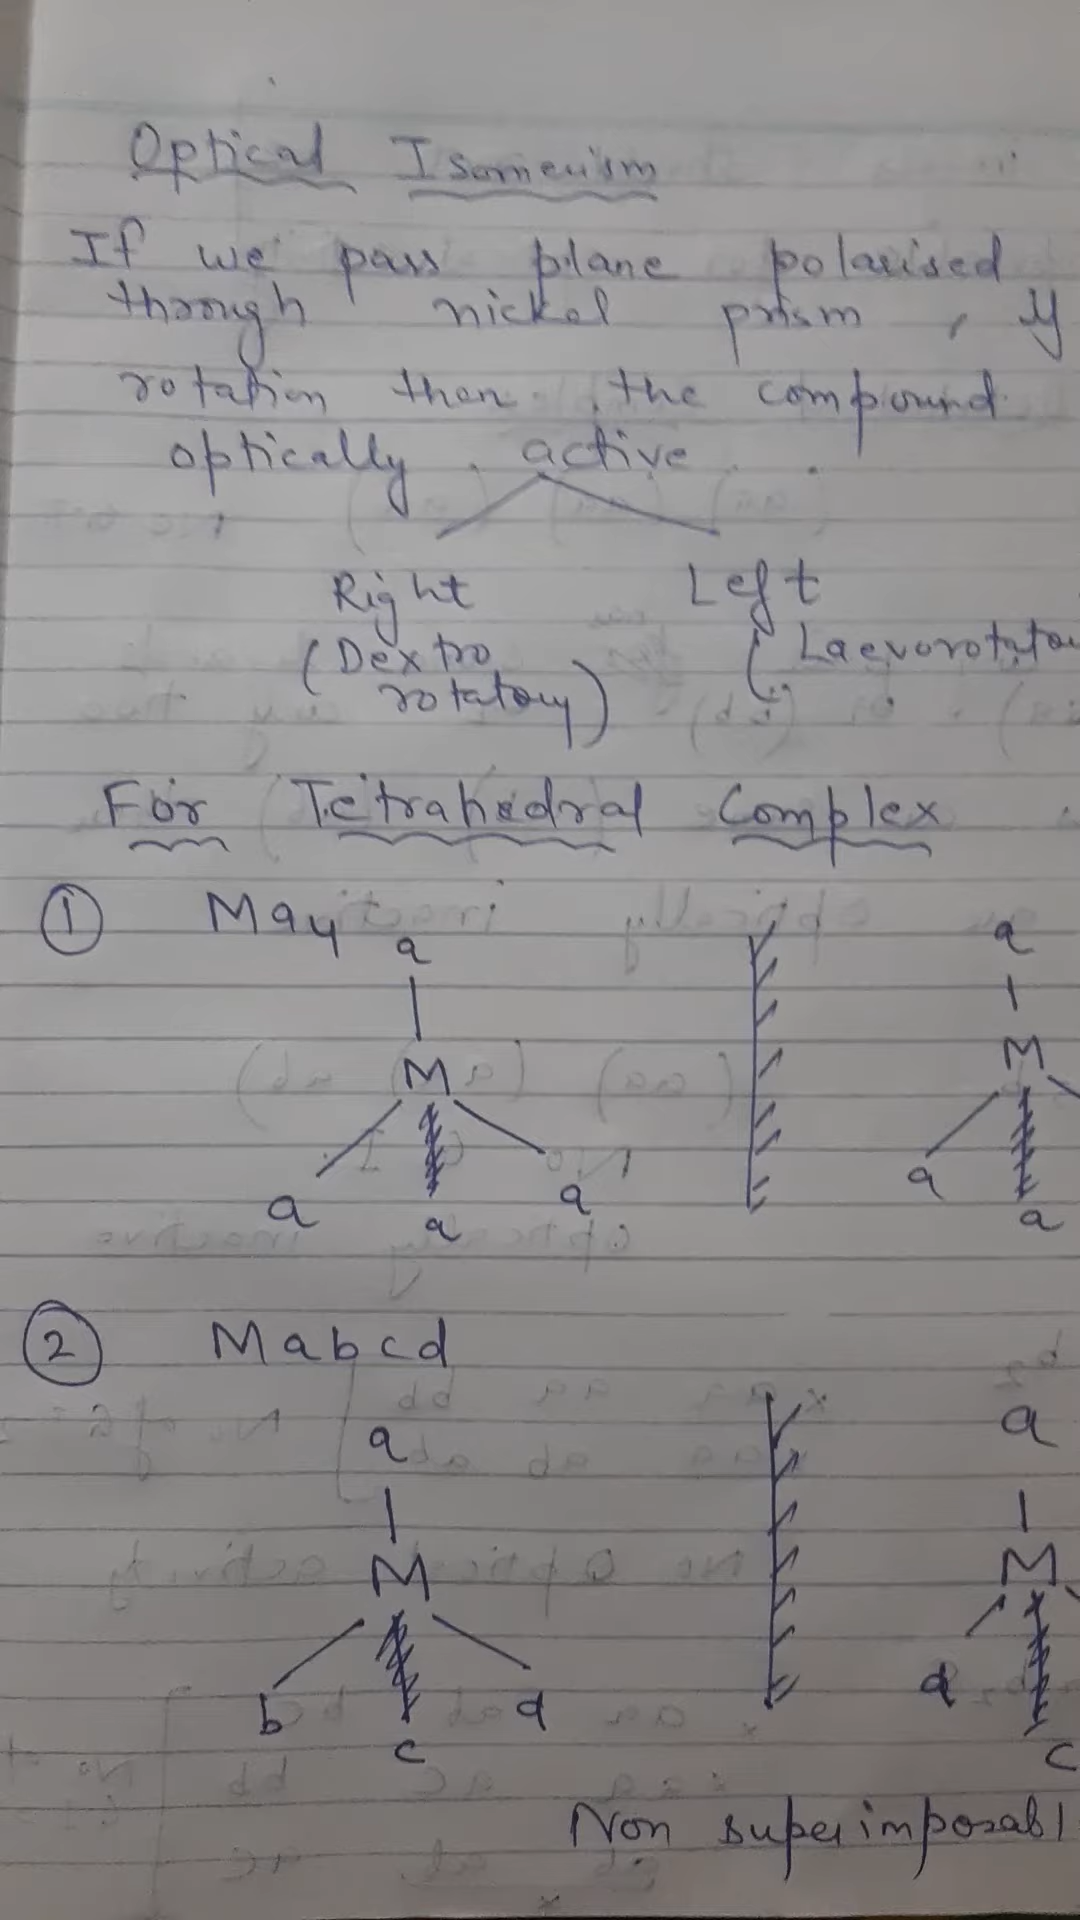 Optical Isomerism
If we pass plane polarised
through nickel prism, if
rotation then the compound
optically active.
Right Left
(Dextro (Laevorotatou
rotatory)
For Tetrahedral Complex
① Ma4
a a
M M
a a a a a
② Mabcd
a a
M M
b c d d c
Non superimposabl